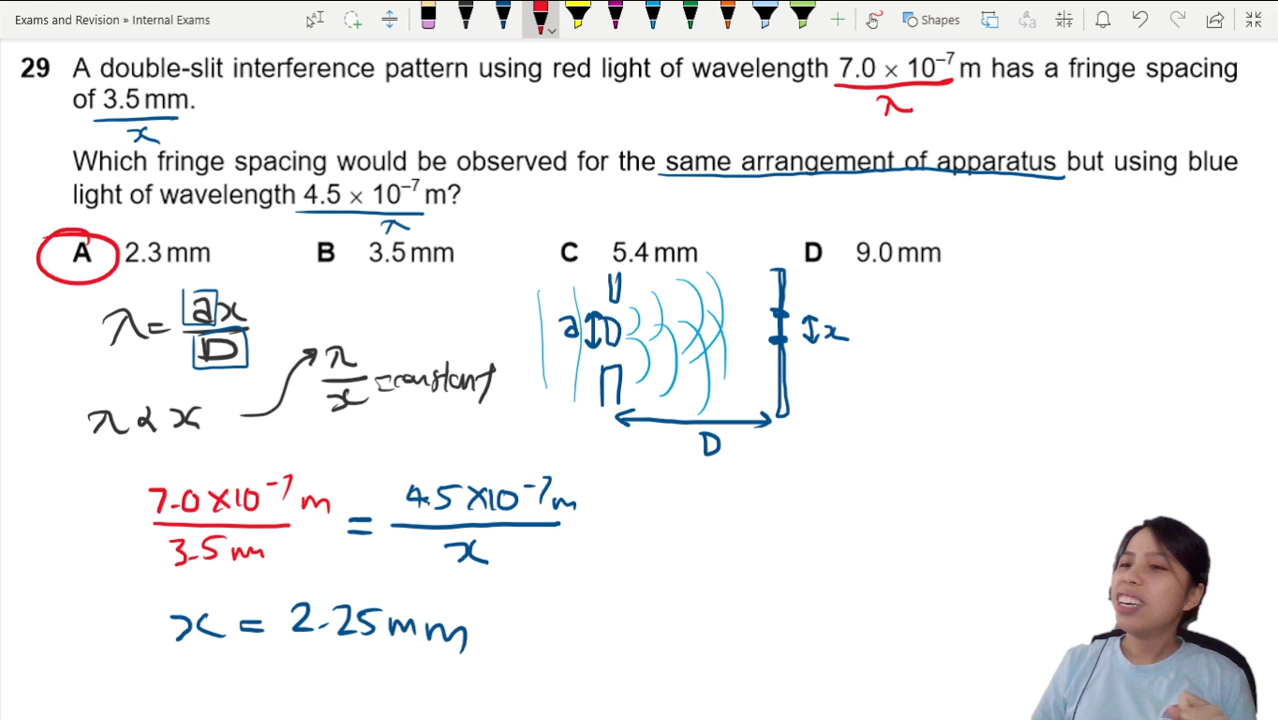 Exams and Revision » Internal Exams
Shapes
29 A double-slit interference pattern using red light of wavelength 7.0 × 10⁻⁷ m has a fringe spacing
of 3.5 mm.
λ
x
Which fringe spacing would be observed for the same arrangement of apparatus but using blue
light of wavelength 4.5 × 10⁻⁷ m?
λ
A 2.3 mm B 3.5 mm C 5.4 mm D 9.0 mm
λ = ax/D
λ/x = constant
λ ∝ x
a
x
D
7.0×10⁻⁷ m / 3.5 m = 4.5×10⁻⁷ m / x
x = 2.25 mm